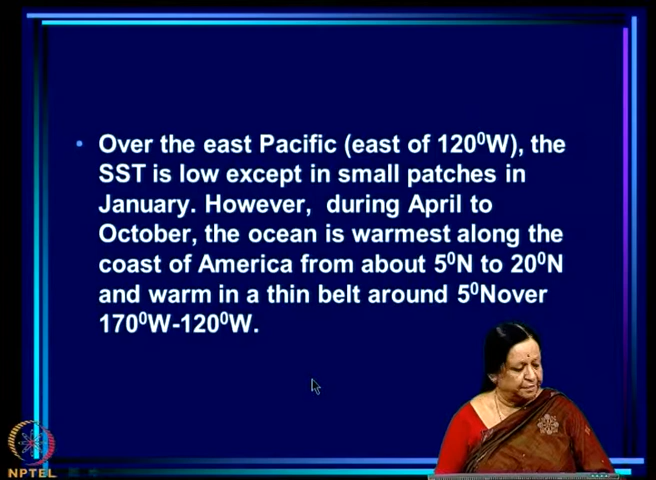 • Over the east Pacific (east of 120⁰W), the
SST is low except in small patches in
January. However, during April to
October, the ocean is warmest along the
coast of America from about 5⁰N to 20⁰N
and warm in a thin belt around 5⁰Nover
170⁰W-120⁰W.
NPTEL